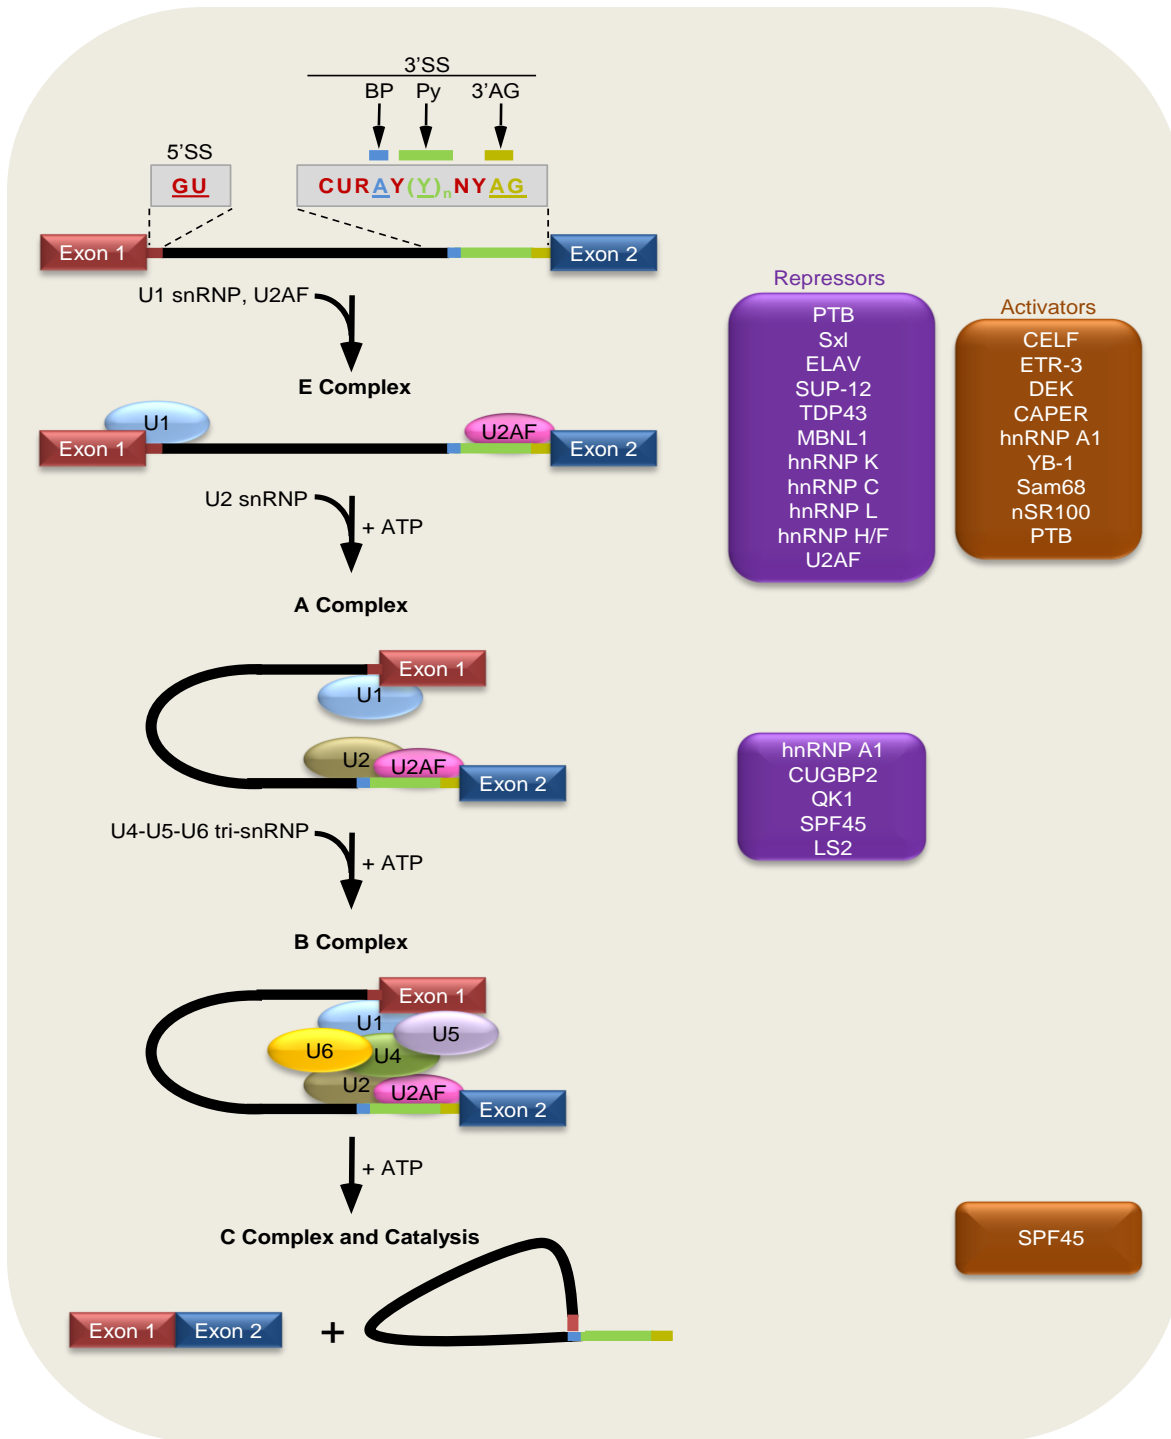 3'SS
BP Py 3'AG
5'SS
GU
CURAY(Y)nNYAG
Exon 1
Exon 2
U1 snRNP, U2AF
E Complex
U1
U2AF
Exon 1
Exon 2
U2 snRNP
+ ATP
A Complex
Exon 1
U1
U2
U2AF
Exon 2
U4-U5-U6 tri-snRNP
+ ATP
B Complex
Exon 1
U1
U5
U6
U4
U2
U2AF
Exon 2
+ ATP
C Complex and Catalysis
Exon 1
Exon 2
+
Repressors
PTB
Sxl
ELAV
SUP-12
TDP43
MBNL1
hnRNP K
hnRNP C
hnRNP L
hnRNP H/F
U2AF
Activators
CELF
ETR-3
DEK
CAPER
hnRNP A1
YB-1
Sam68
nSR100
PTB
hnRNP A1
CUGBP2
QK1
SPF45
LS2
SPF45